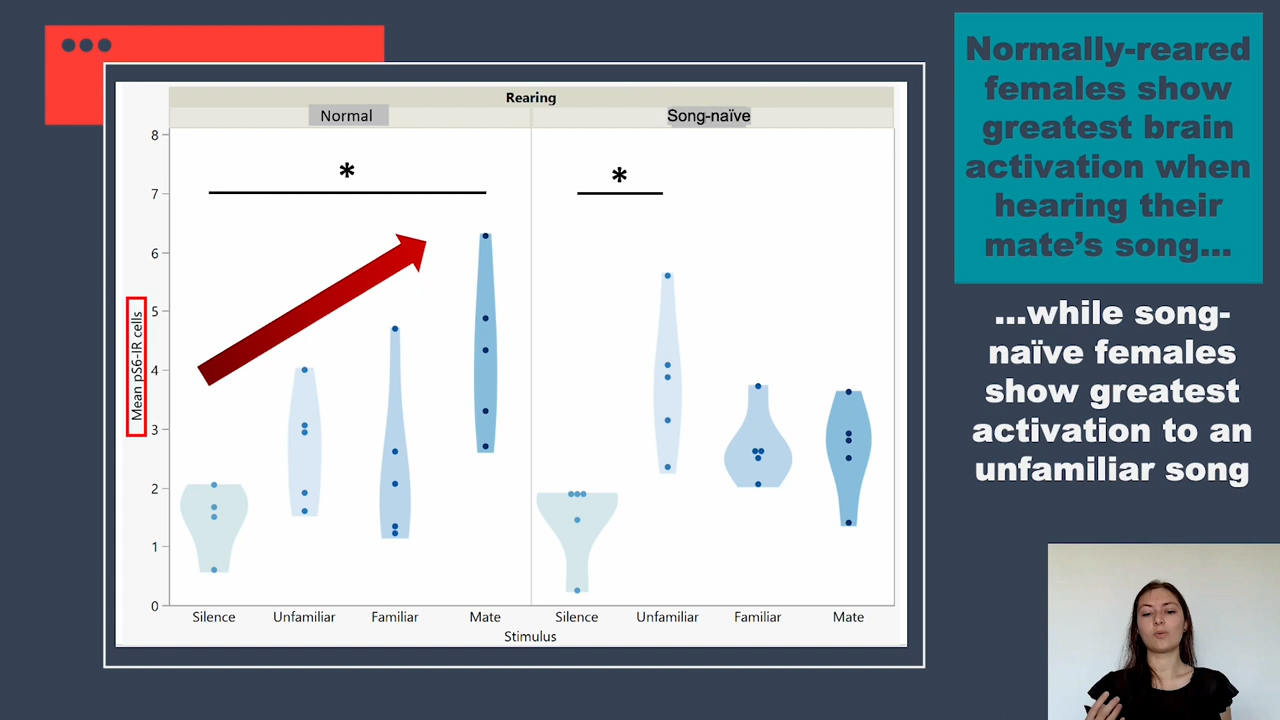 Normally-reared
females show
greatest brain
activation when
hearing their
mate’s song...
...while song-
naïve females
show greatest
activation to an
unfamiliar song
Rearing
Normal Song-naïve
* *
8
7
6
5
4
3
2
1
0
Mean pS6-IR cells
Silence Unfamiliar Familiar Mate Silence Unfamiliar Familiar Mate
Stimulus